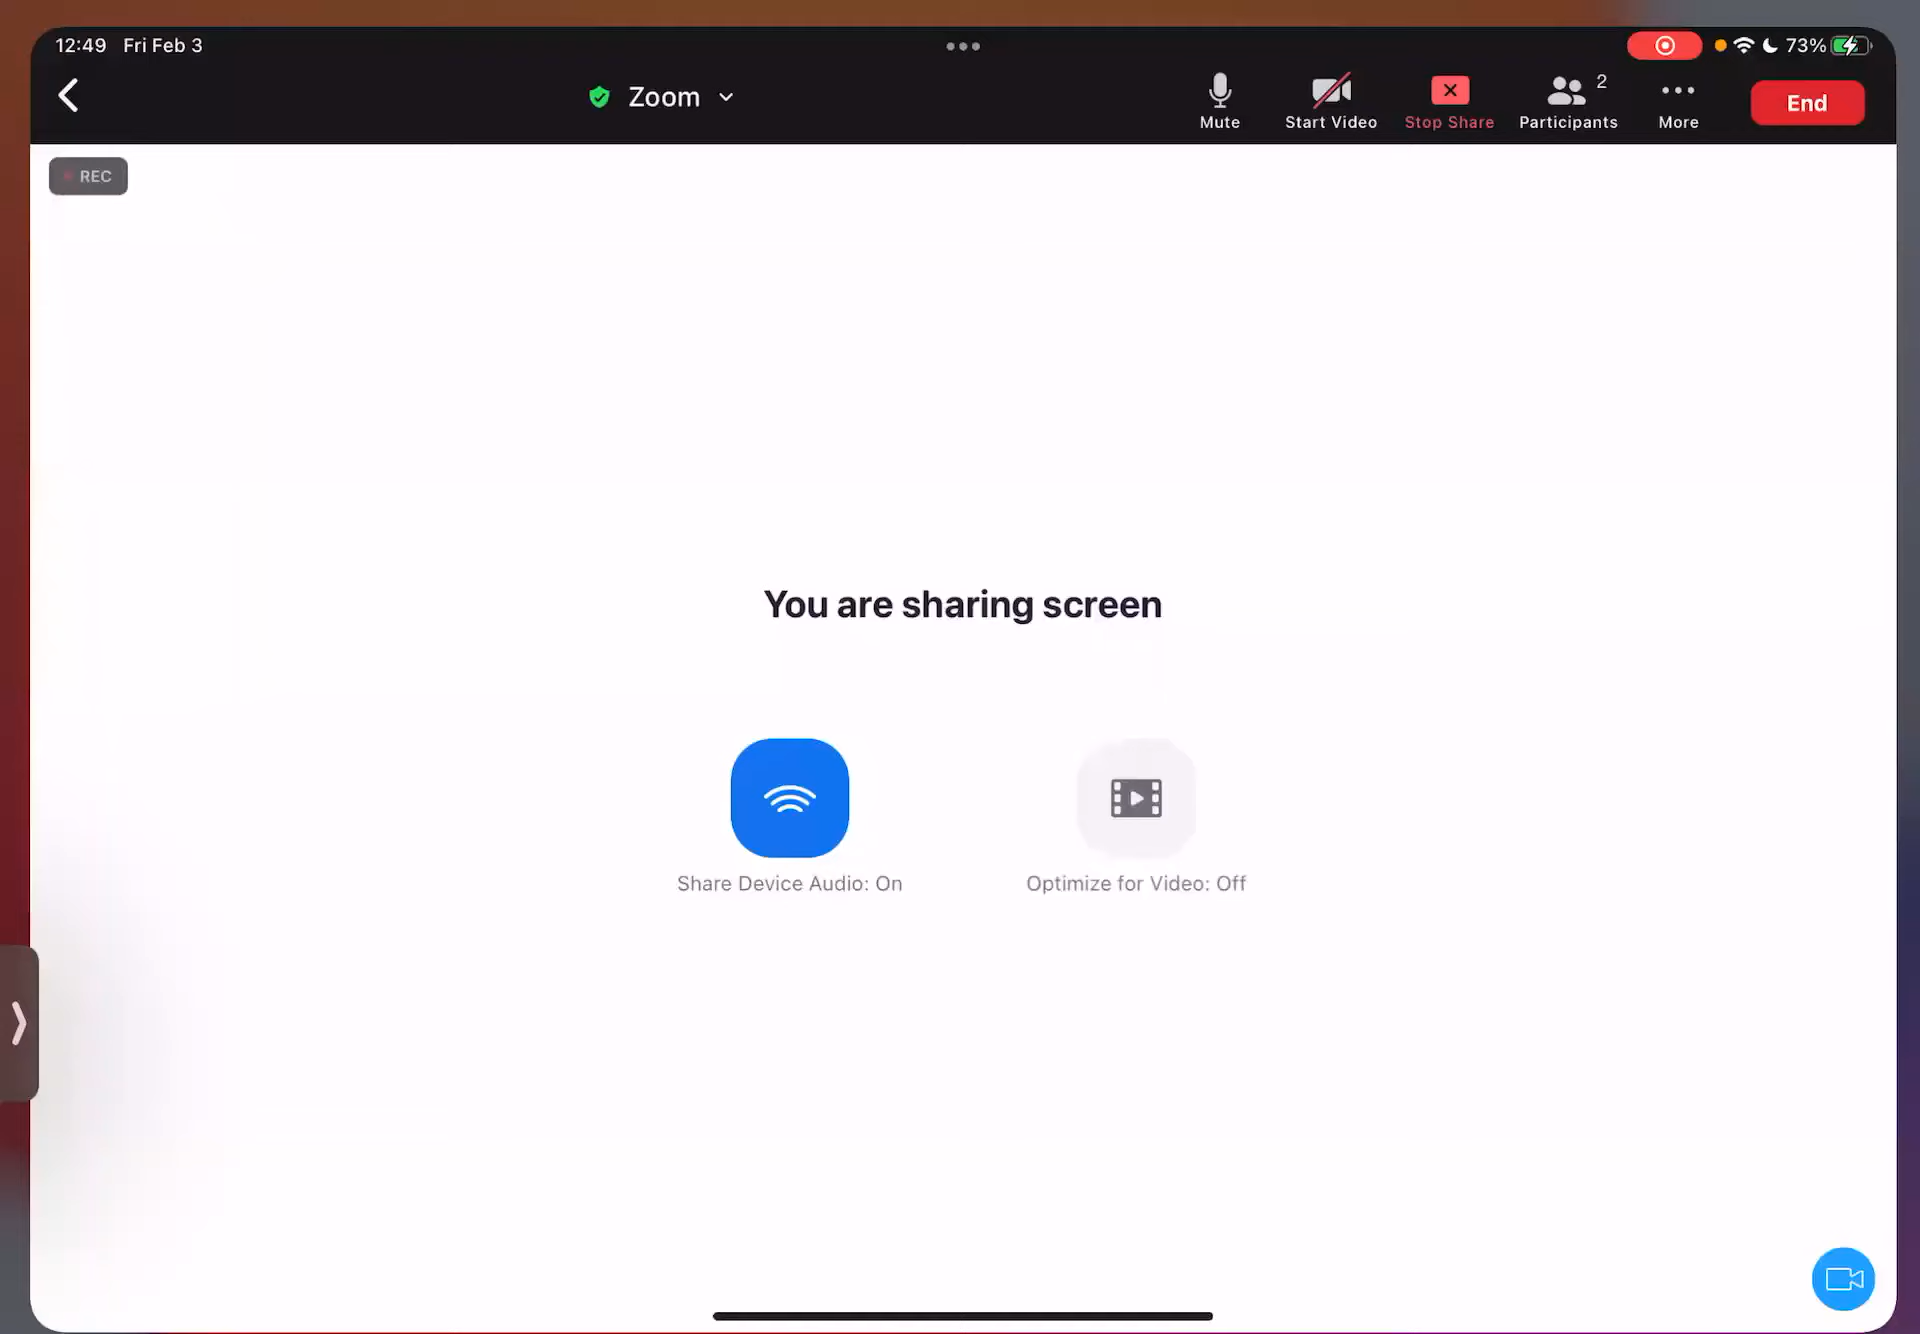 12:49 Fri Feb 3
73%
Zoom
Mute
Start Video
Stop Share
Participants
2
More
End
REC
You are sharing screen
Share Device Audio: On
Optimize for Video: Off